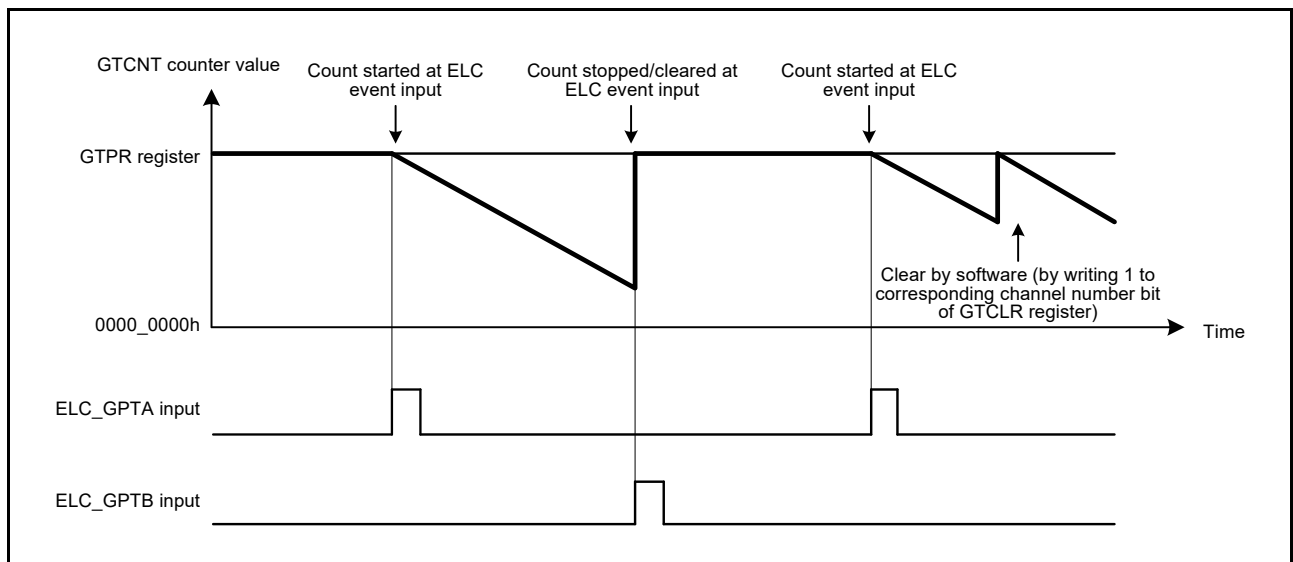 GTCNT counter value
Count started at ELC
event input
Count stopped/cleared at
ELC event input
Count started at ELC
event input
GTPR register
Clear by software (by writing 1 to
corresponding channel number bit
of GTCLR register)
0000_0000h
Time
ELC_GPTA input
ELC_GPTB input